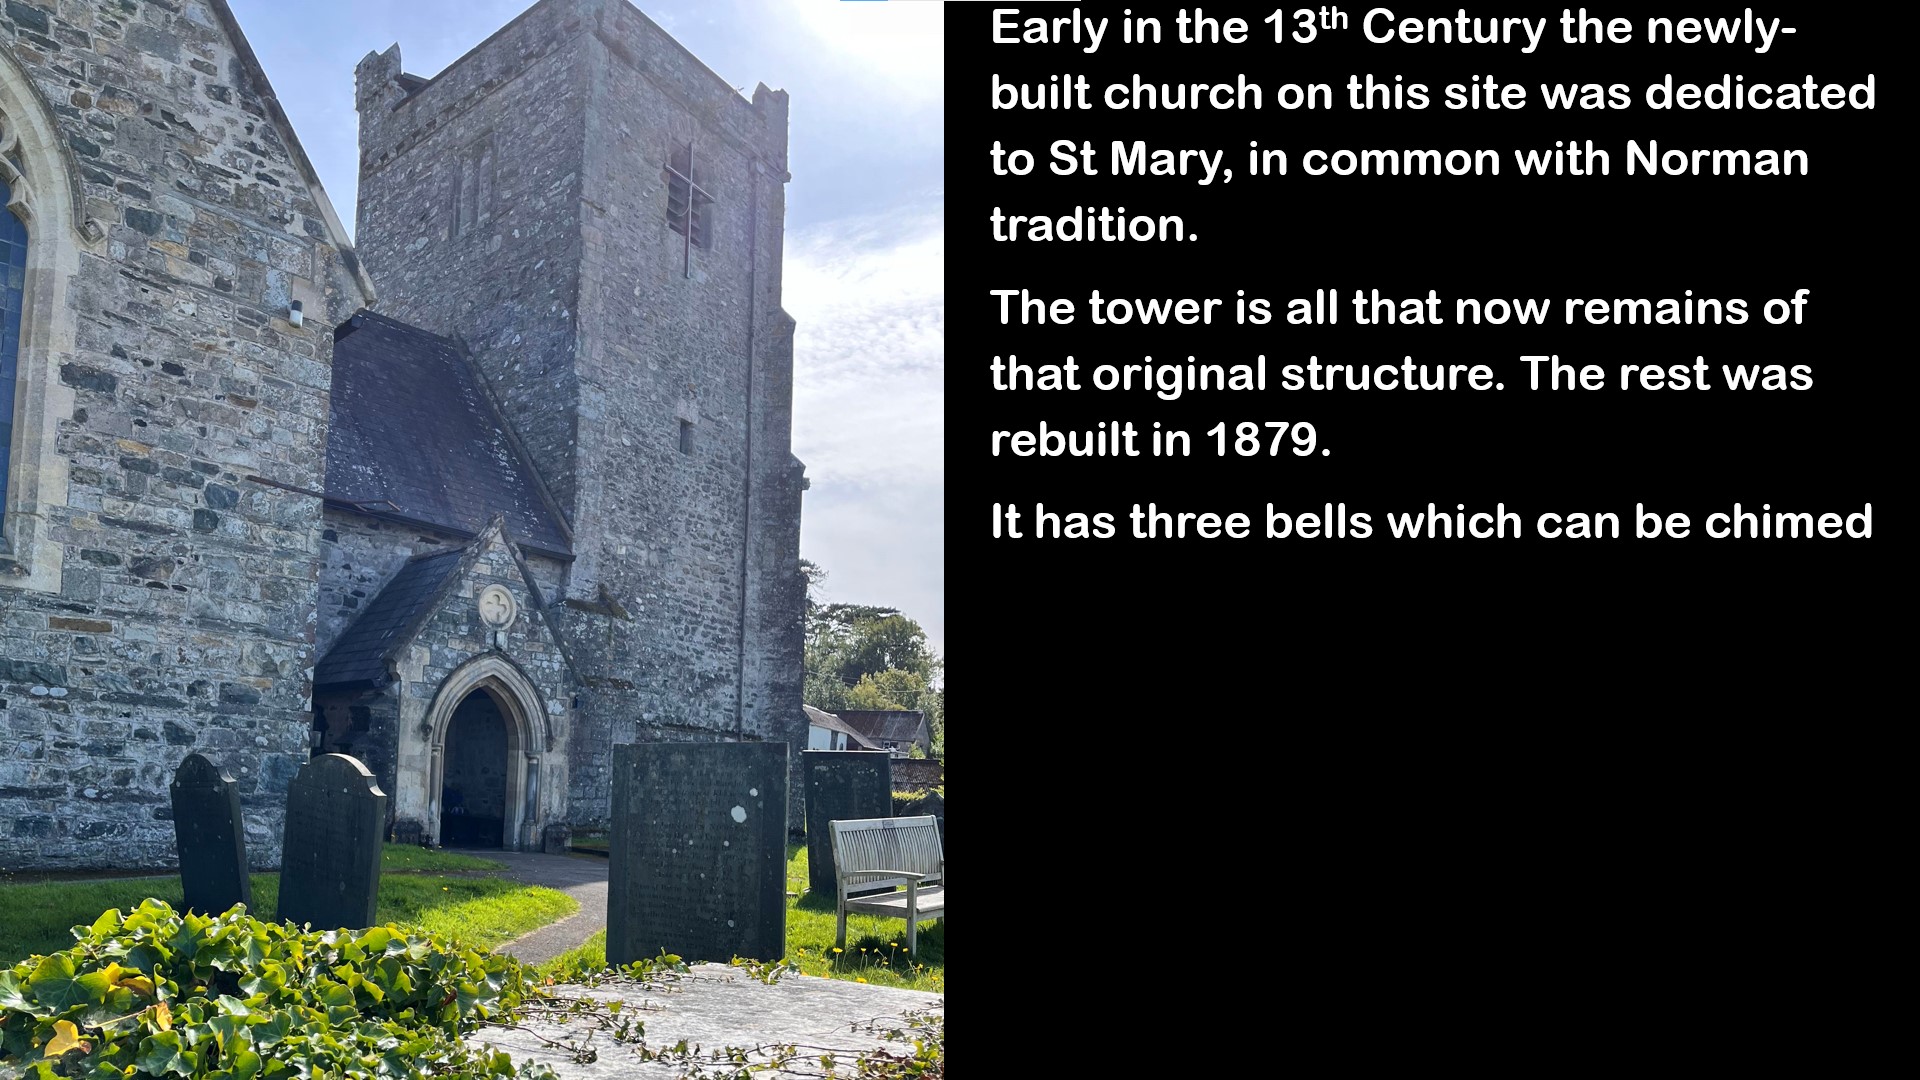 Early in the 13th Century the newly-
built church on this site was dedicated
to St Mary, in common with Norman
tradition.
The tower is all that now remains of
that original structure. The rest was
rebuilt in 1879.
It has three bells which can be chimed